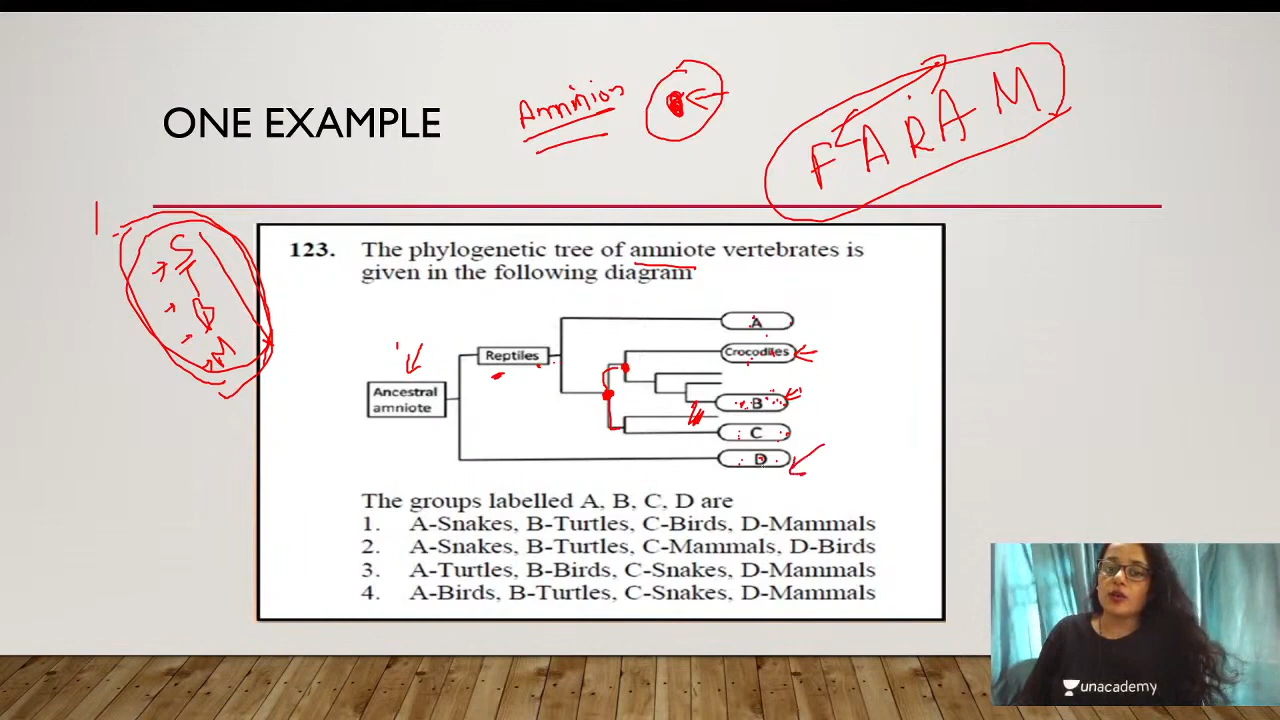 ONE EXAMPLE
Amnion
FARAM
S
T
B
M
123. The phylogenetic tree of amniote vertebrates is
given in the following diagram
A
Crocodiles
Reptiles
Ancestral
amniote
B
C
D
The groups labelled A, B, C, D are
1. A-Snakes, B-Turtles, C-Birds, D-Mammals
2. A-Snakes, B-Turtles, C-Mammals, D-Birds
3. A-Turtles, B-Birds, C-Snakes, D-Mammals
4. A-Birds, B-Turtles, C-Snakes, D-Mammals
unacademy